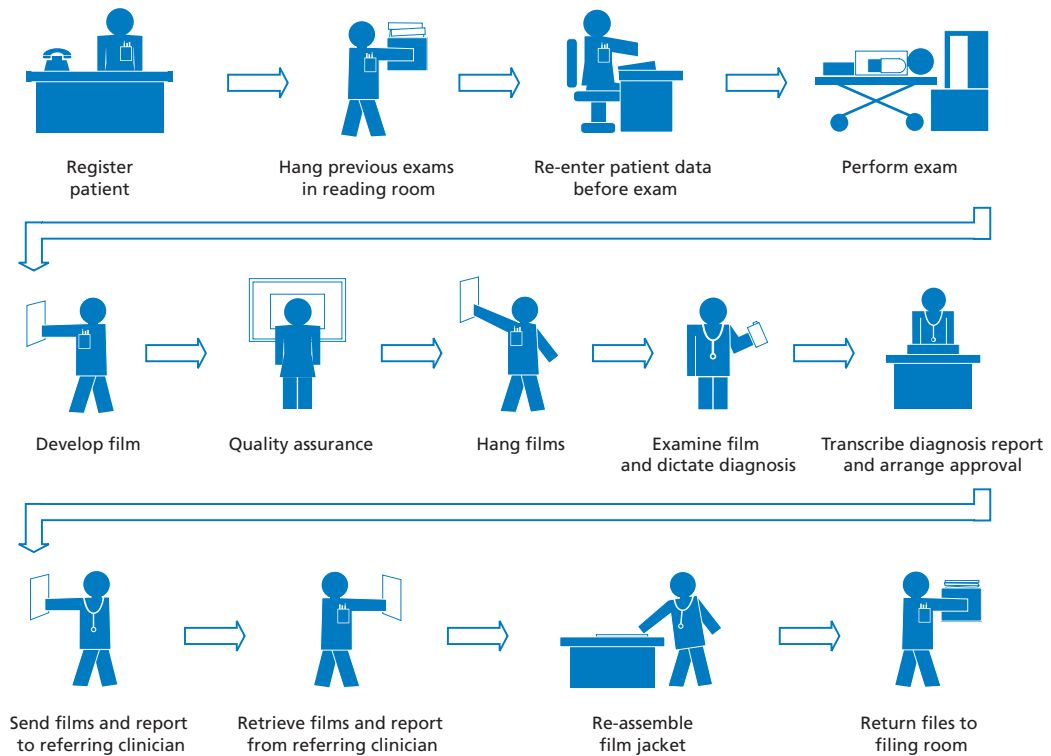 Register
patient
Hang previous exams
in reading room
Re-enter patient data
before exam
Perform exam
Develop film
Quality assurance
Hang films
Examine film
and dictate diagnosis
Transcribe diagnosis report
and arrange approval
Send films and report
to referring clinician
Retrieve films and report
from referring clinician
Re-assemble
film jacket
Return files to
filing room